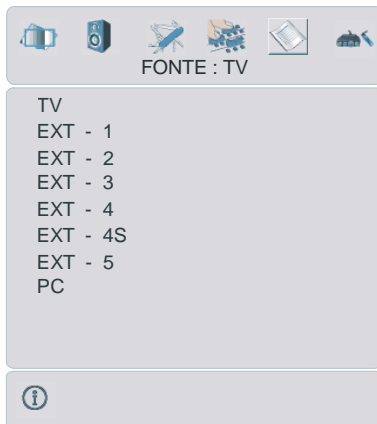 FONTE : TV
TV
EXT - 1
EXT - 2
EXT - 3
EXT - 4
EXT - 4S
EXT - 5
PC